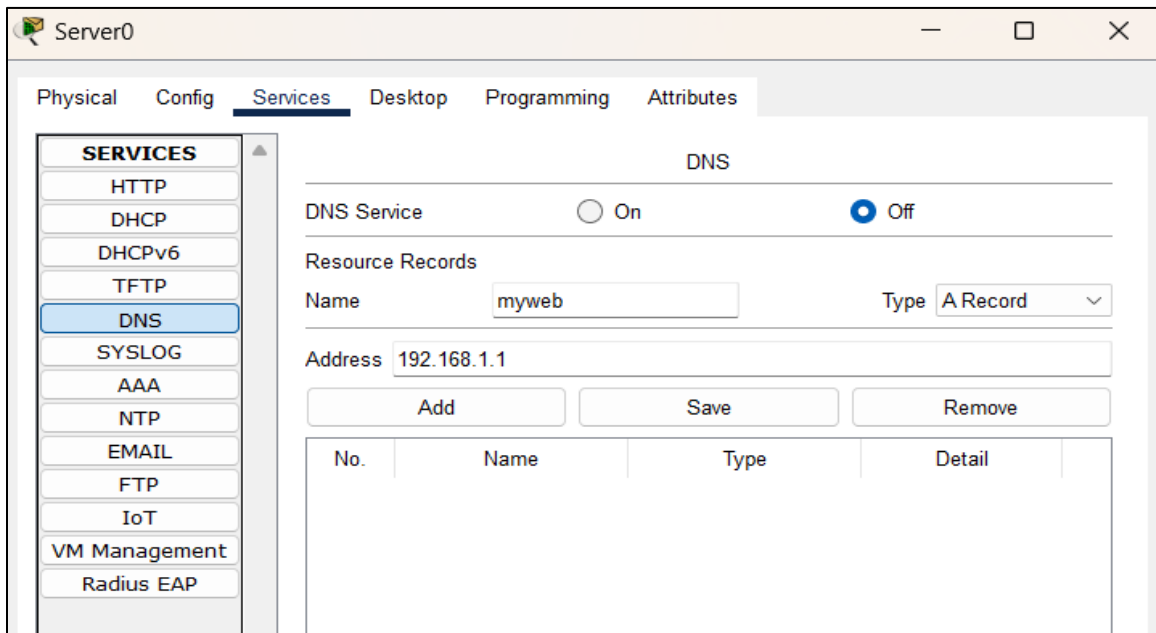 Server0
Physical Config Services Desktop Programming Attributes
SERVICES
HTTP
DHCP
DHCPv6
TFTP
DNS
SYSLOG
AAA
NTP
EMAIL
FTP
IoT
VM Management
Radius EAP
DNS
DNS Service On Off
Resource Records
Name myweb Type A Record
Address 192.168.1.1
Add Save Remove
No. Name Type Detail